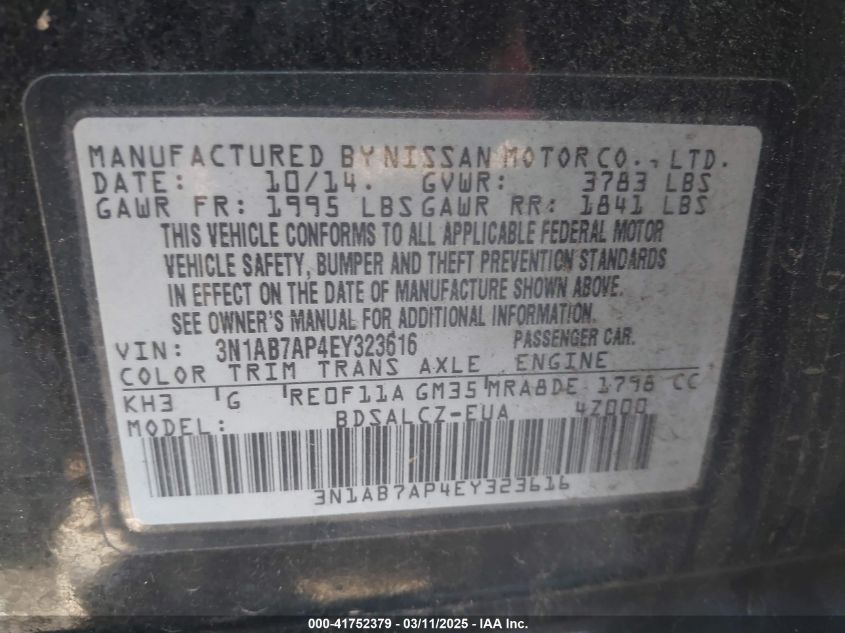 MANUFACTURED BY NISSAN MOTOR CO., LTD.
DATE: 10/14. GVWR: 3783 LBS
GAWR FR: 1995 LBS GAWR RR: 1841 LBS
THIS VEHICLE CONFORMS TO ALL APPLICABLE FEDERAL MOTOR
VEHICLE SAFETY, BUMPER AND THEFT PREVENTION STANDARDS
IN EFFECT ON THE DATE OF MANUFACTURE SHOWN ABOVE.
SEE OWNER'S MANUAL FOR ADDITIONAL INFORMATION.
VIN: 3N1AB7AP4EY323616 PASSENGER CAR.
COLOR TRIM TRANS AXLE ENGINE
KH3 G RE0F11A GM35 MRA8DE 1798 CC
MODEL: BDSALCZ-EUA 4Z000
3N1AB7AP4EY323616
000-41752379 - 03/11/2025 - IAA Inc.